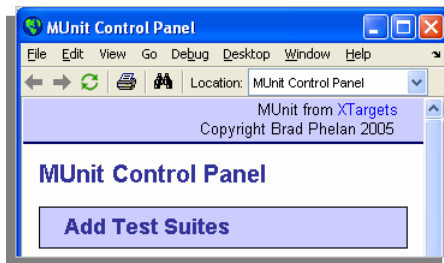 MUnit Control Panel
File Edit View Go Debug Desktop Window Help
Location: MUnit Control Panel
MUnit from XTargets
Copyright Brad Phelan 2005
MUnit Control Panel
Add Test Suites